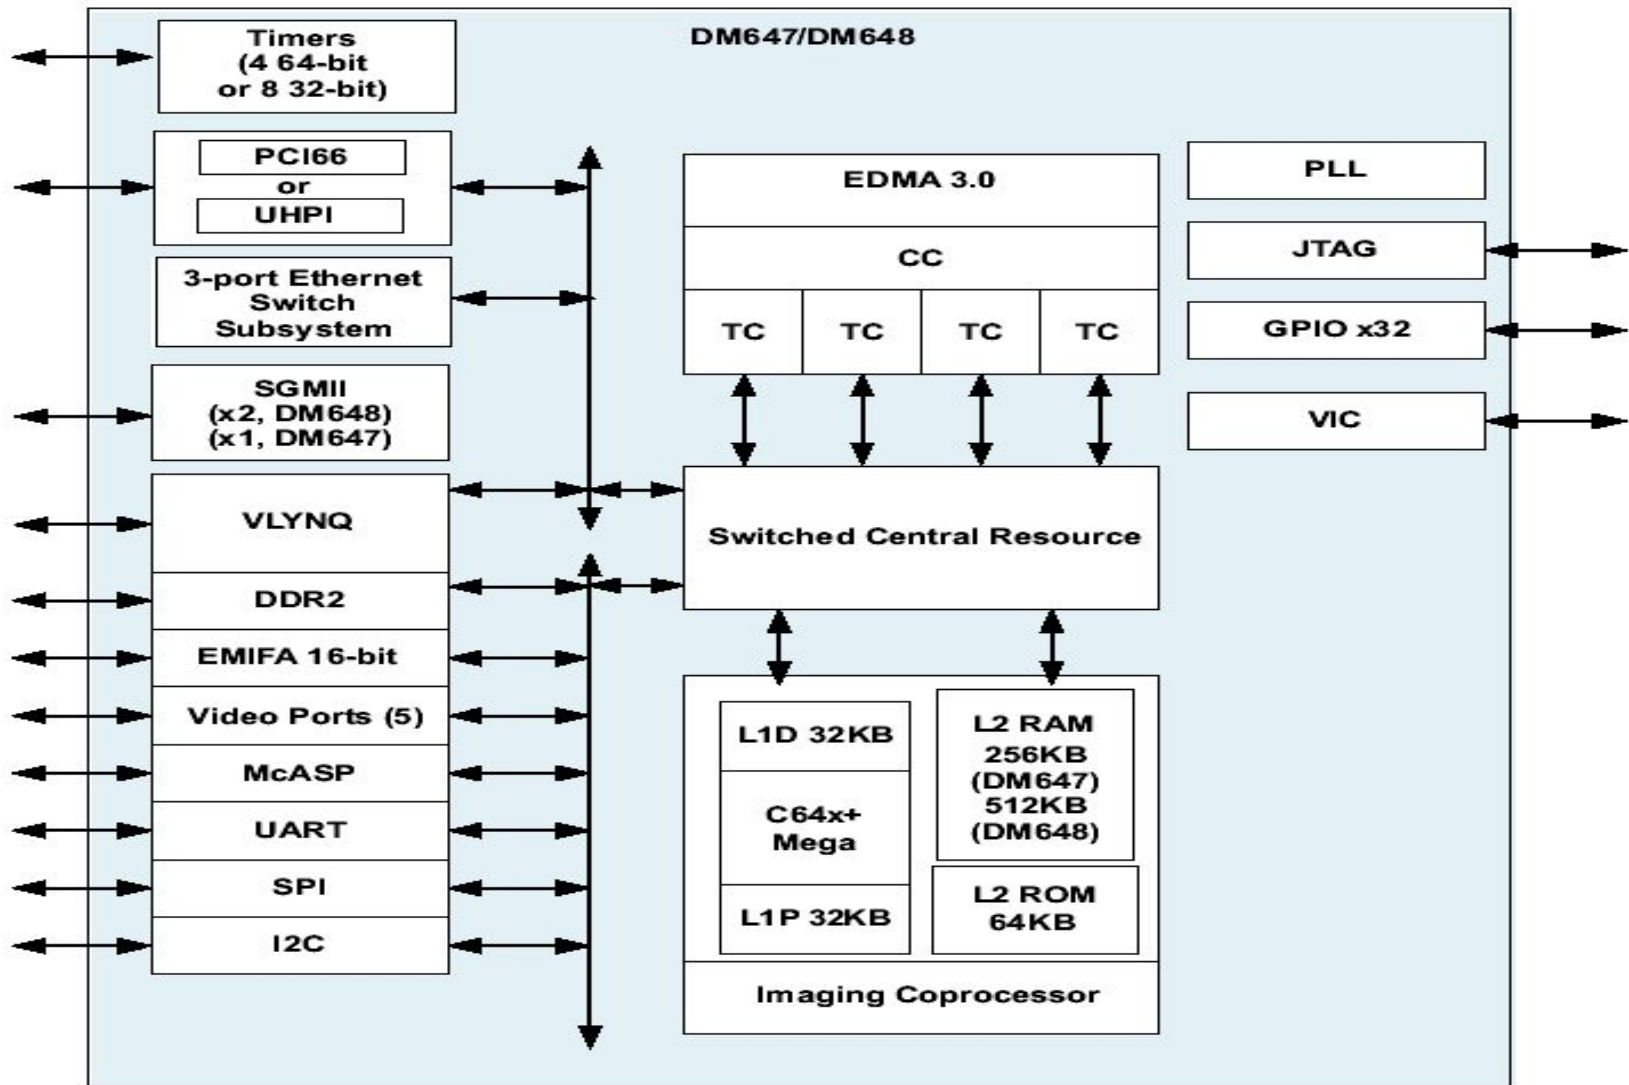 DM647/DM648
Timers
(4 64-bit
or 8 32-bit)
PCI66
or
UHPI
3-port Ethernet
Switch
Subsystem
SGMII
(x2, DM648)
(x1, DM647)
VLYNQ
DDR2
EMIFA 16-bit
Video Ports (5)
McASP
UART
SPI
I2C
EDMA 3.0
CC
TC TC TC TC
Switched Central Resource
L1D 32KB
C64x+
Mega
L1P 32KB
L2 RAM
256KB
(DM647)
512KB
(DM648)
L2 ROM
64KB
Imaging Coprocessor
PLL
JTAG
GPIO x32
VIC